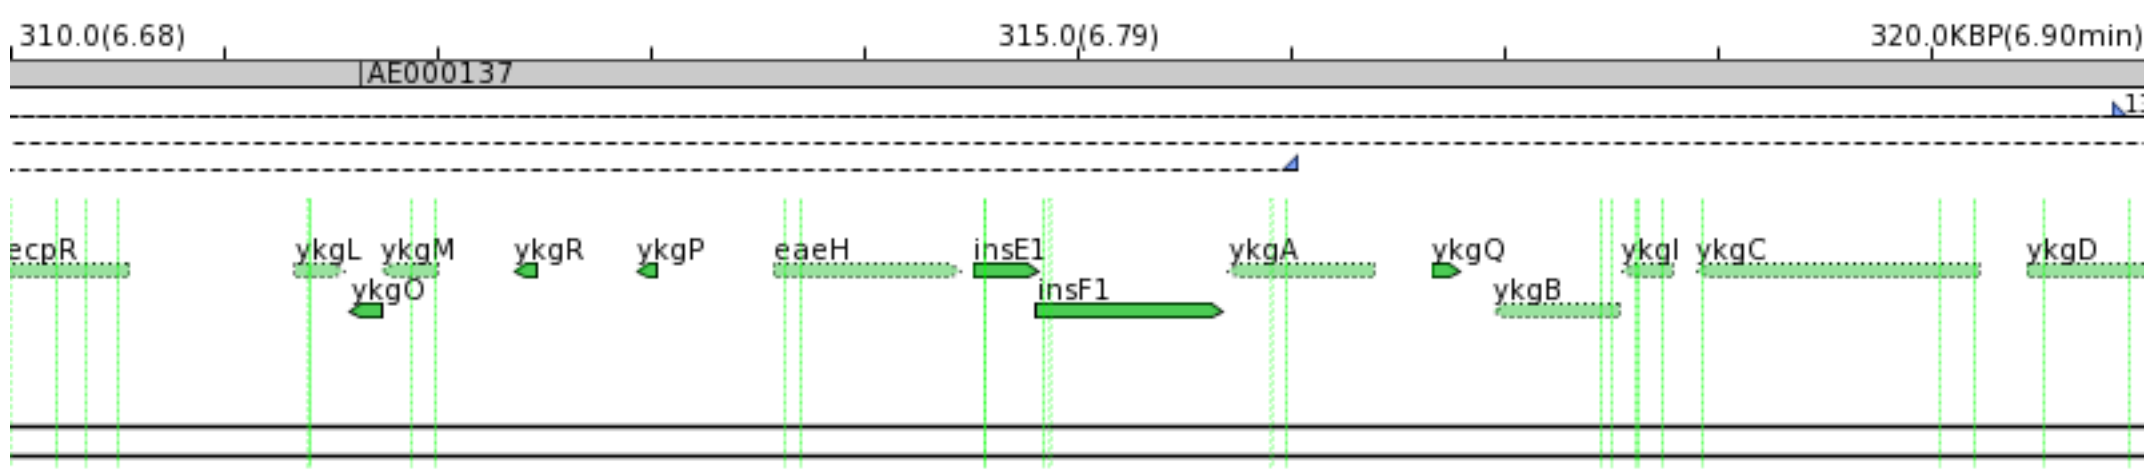 310.0(6.68) 315.0(6.79) 320.0KBP(6.90min)
AE000137
ecpR ykgL ykgM ykgR ykgP eaeH insE1 ykgA ykgQ ykgI ykgC ykgD
ykgO insF1 ykgB